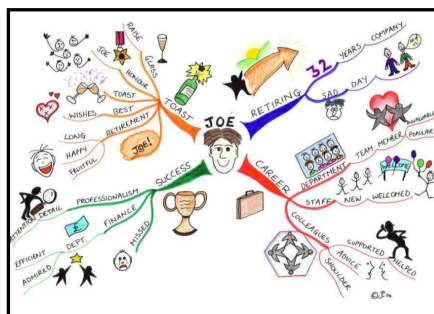 JOE
TOAST
RAISE
GLASS
JOE
HONOUR
TOAST
BEST
WISHES
RETIREMENT
LONG
HAPPY
FRUITFUL
JOE!
RETIRING
32
YEARS
COMPANY
SAD
DAY
CAREER
DEPARTMENT
TEAM
MEMBER
POPULAR
STAFF
NEW
WELCOMED
WELCOME
COLLEAGUES
SUPPORTED
HELPED
ADVICE
SHOULDER
SUCCESS
PROFESSIONALISM
ATTENTION
DETAIL
FINANCE
DEPT
EFFICIENT
ADMIRED
MISSED